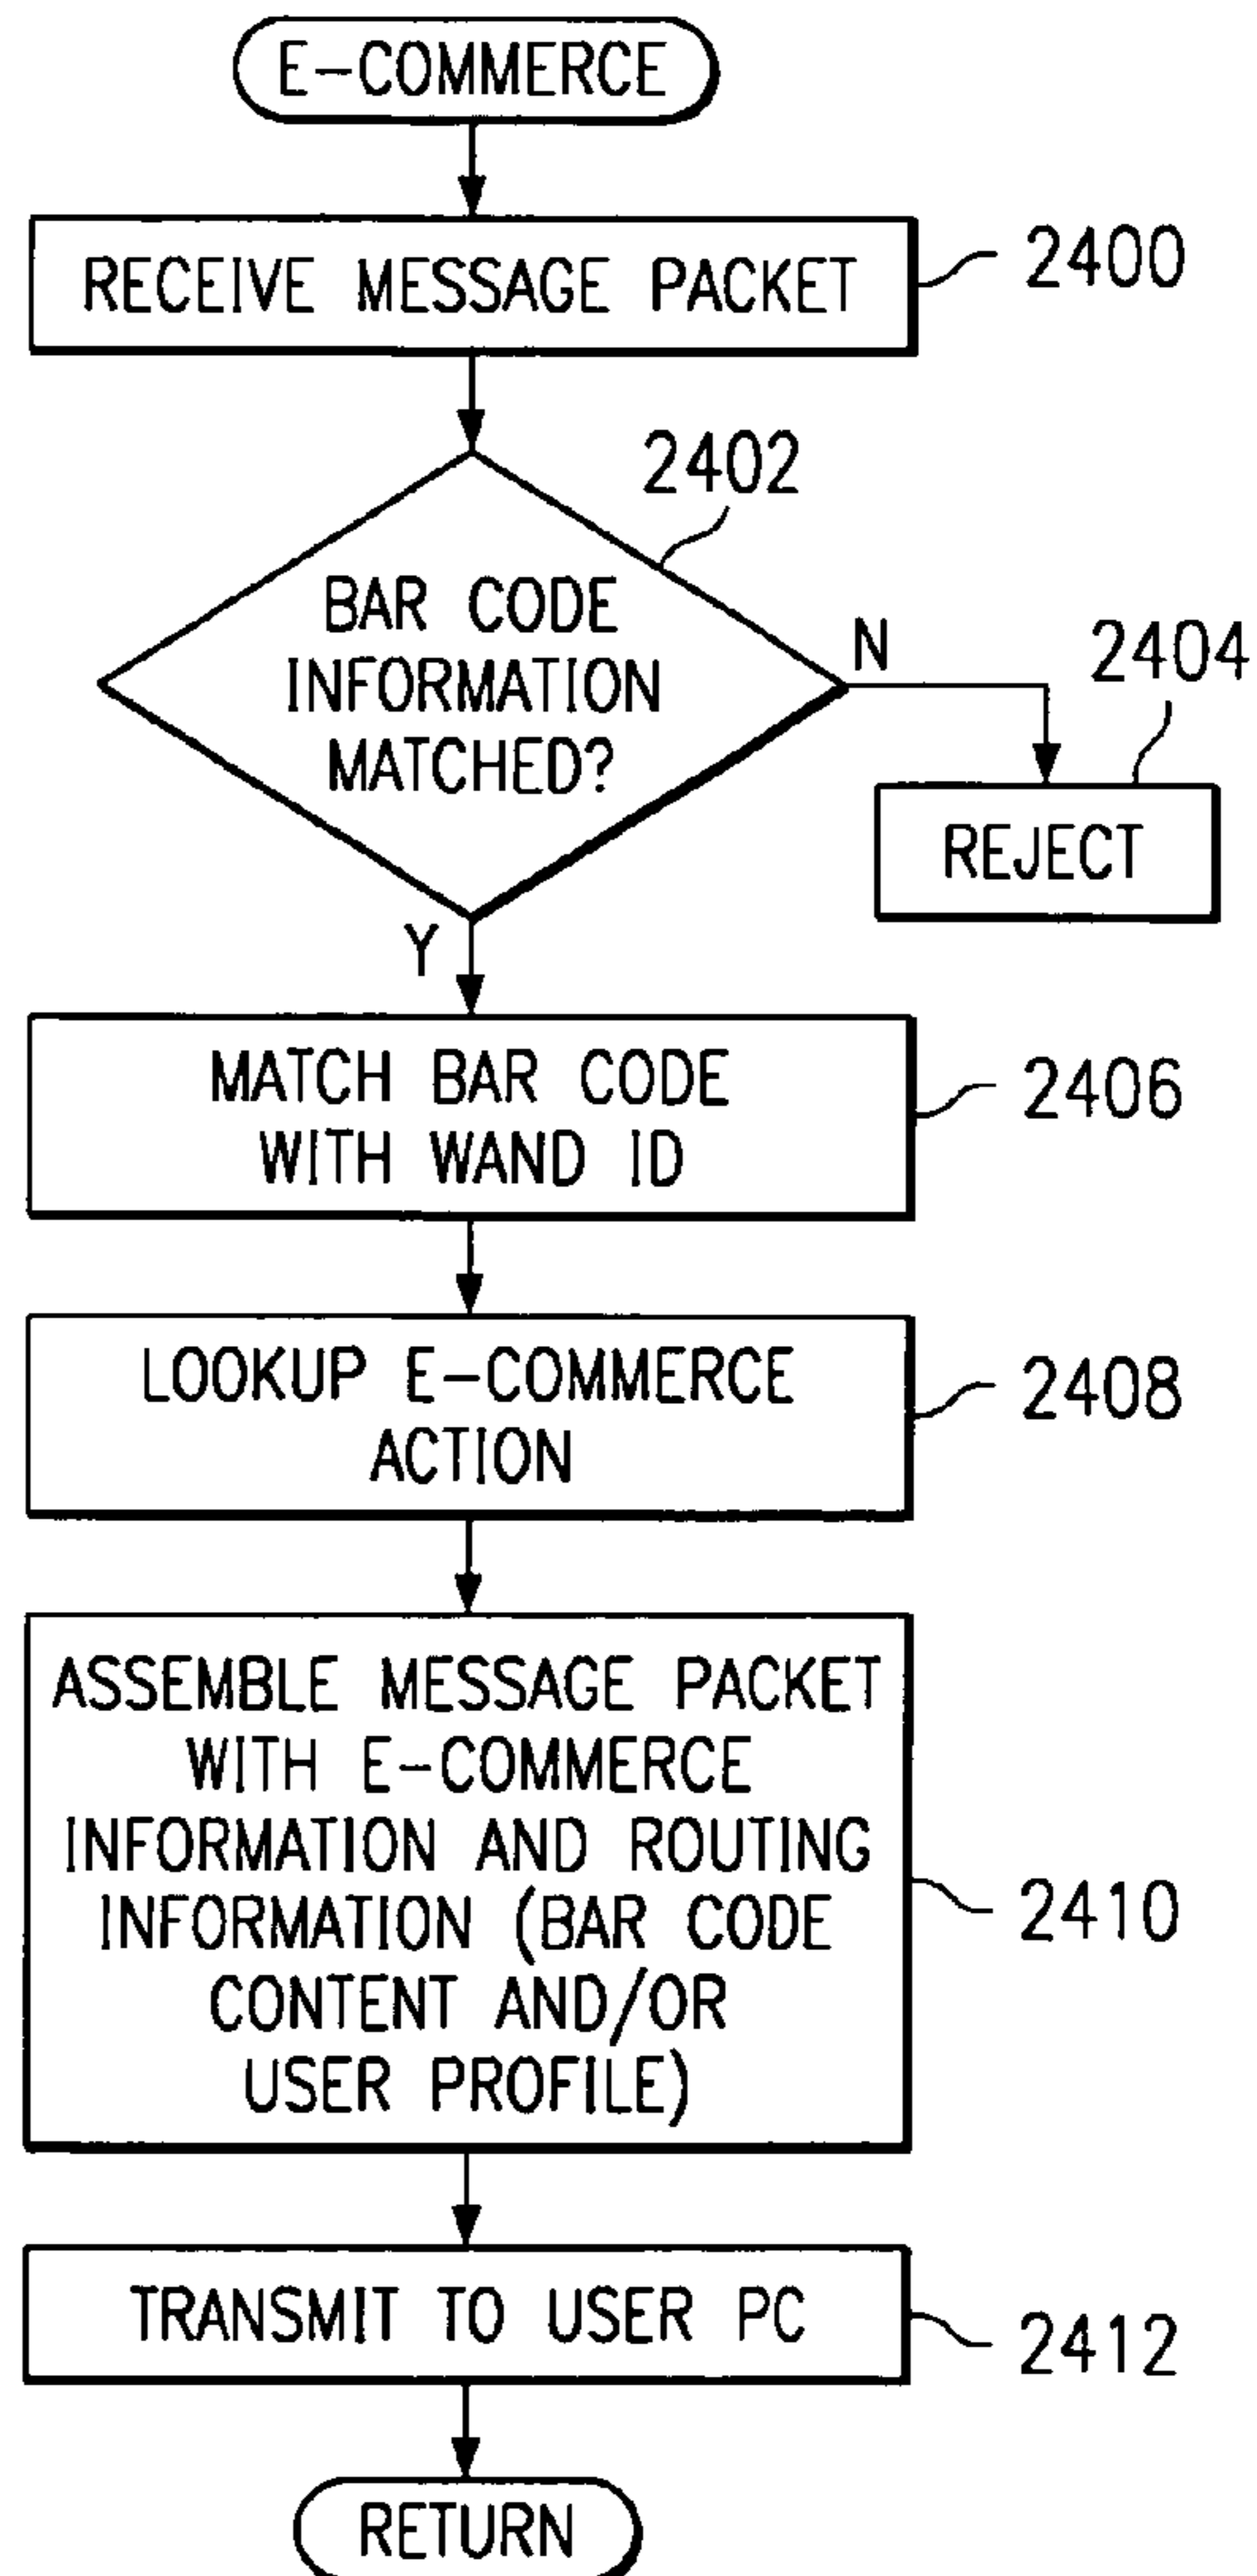 E-COMMERCE
RECEIVE MESSAGE PACKET
2400
2402
BAR CODE
INFORMATION
MATCHED?
N
2404
REJECT
Y
MATCH BAR CODE
WITH WAND ID
2406
LOOKUP E-COMMERCE
ACTION
2408
ASSEMBLE MESSAGE PACKET
WITH E-COMMERCE
INFORMATION AND ROUTING
INFORMATION (BAR CODE
CONTENT AND/OR
USER PROFILE)
2410
TRANSMIT TO USER PC
2412
RETURN